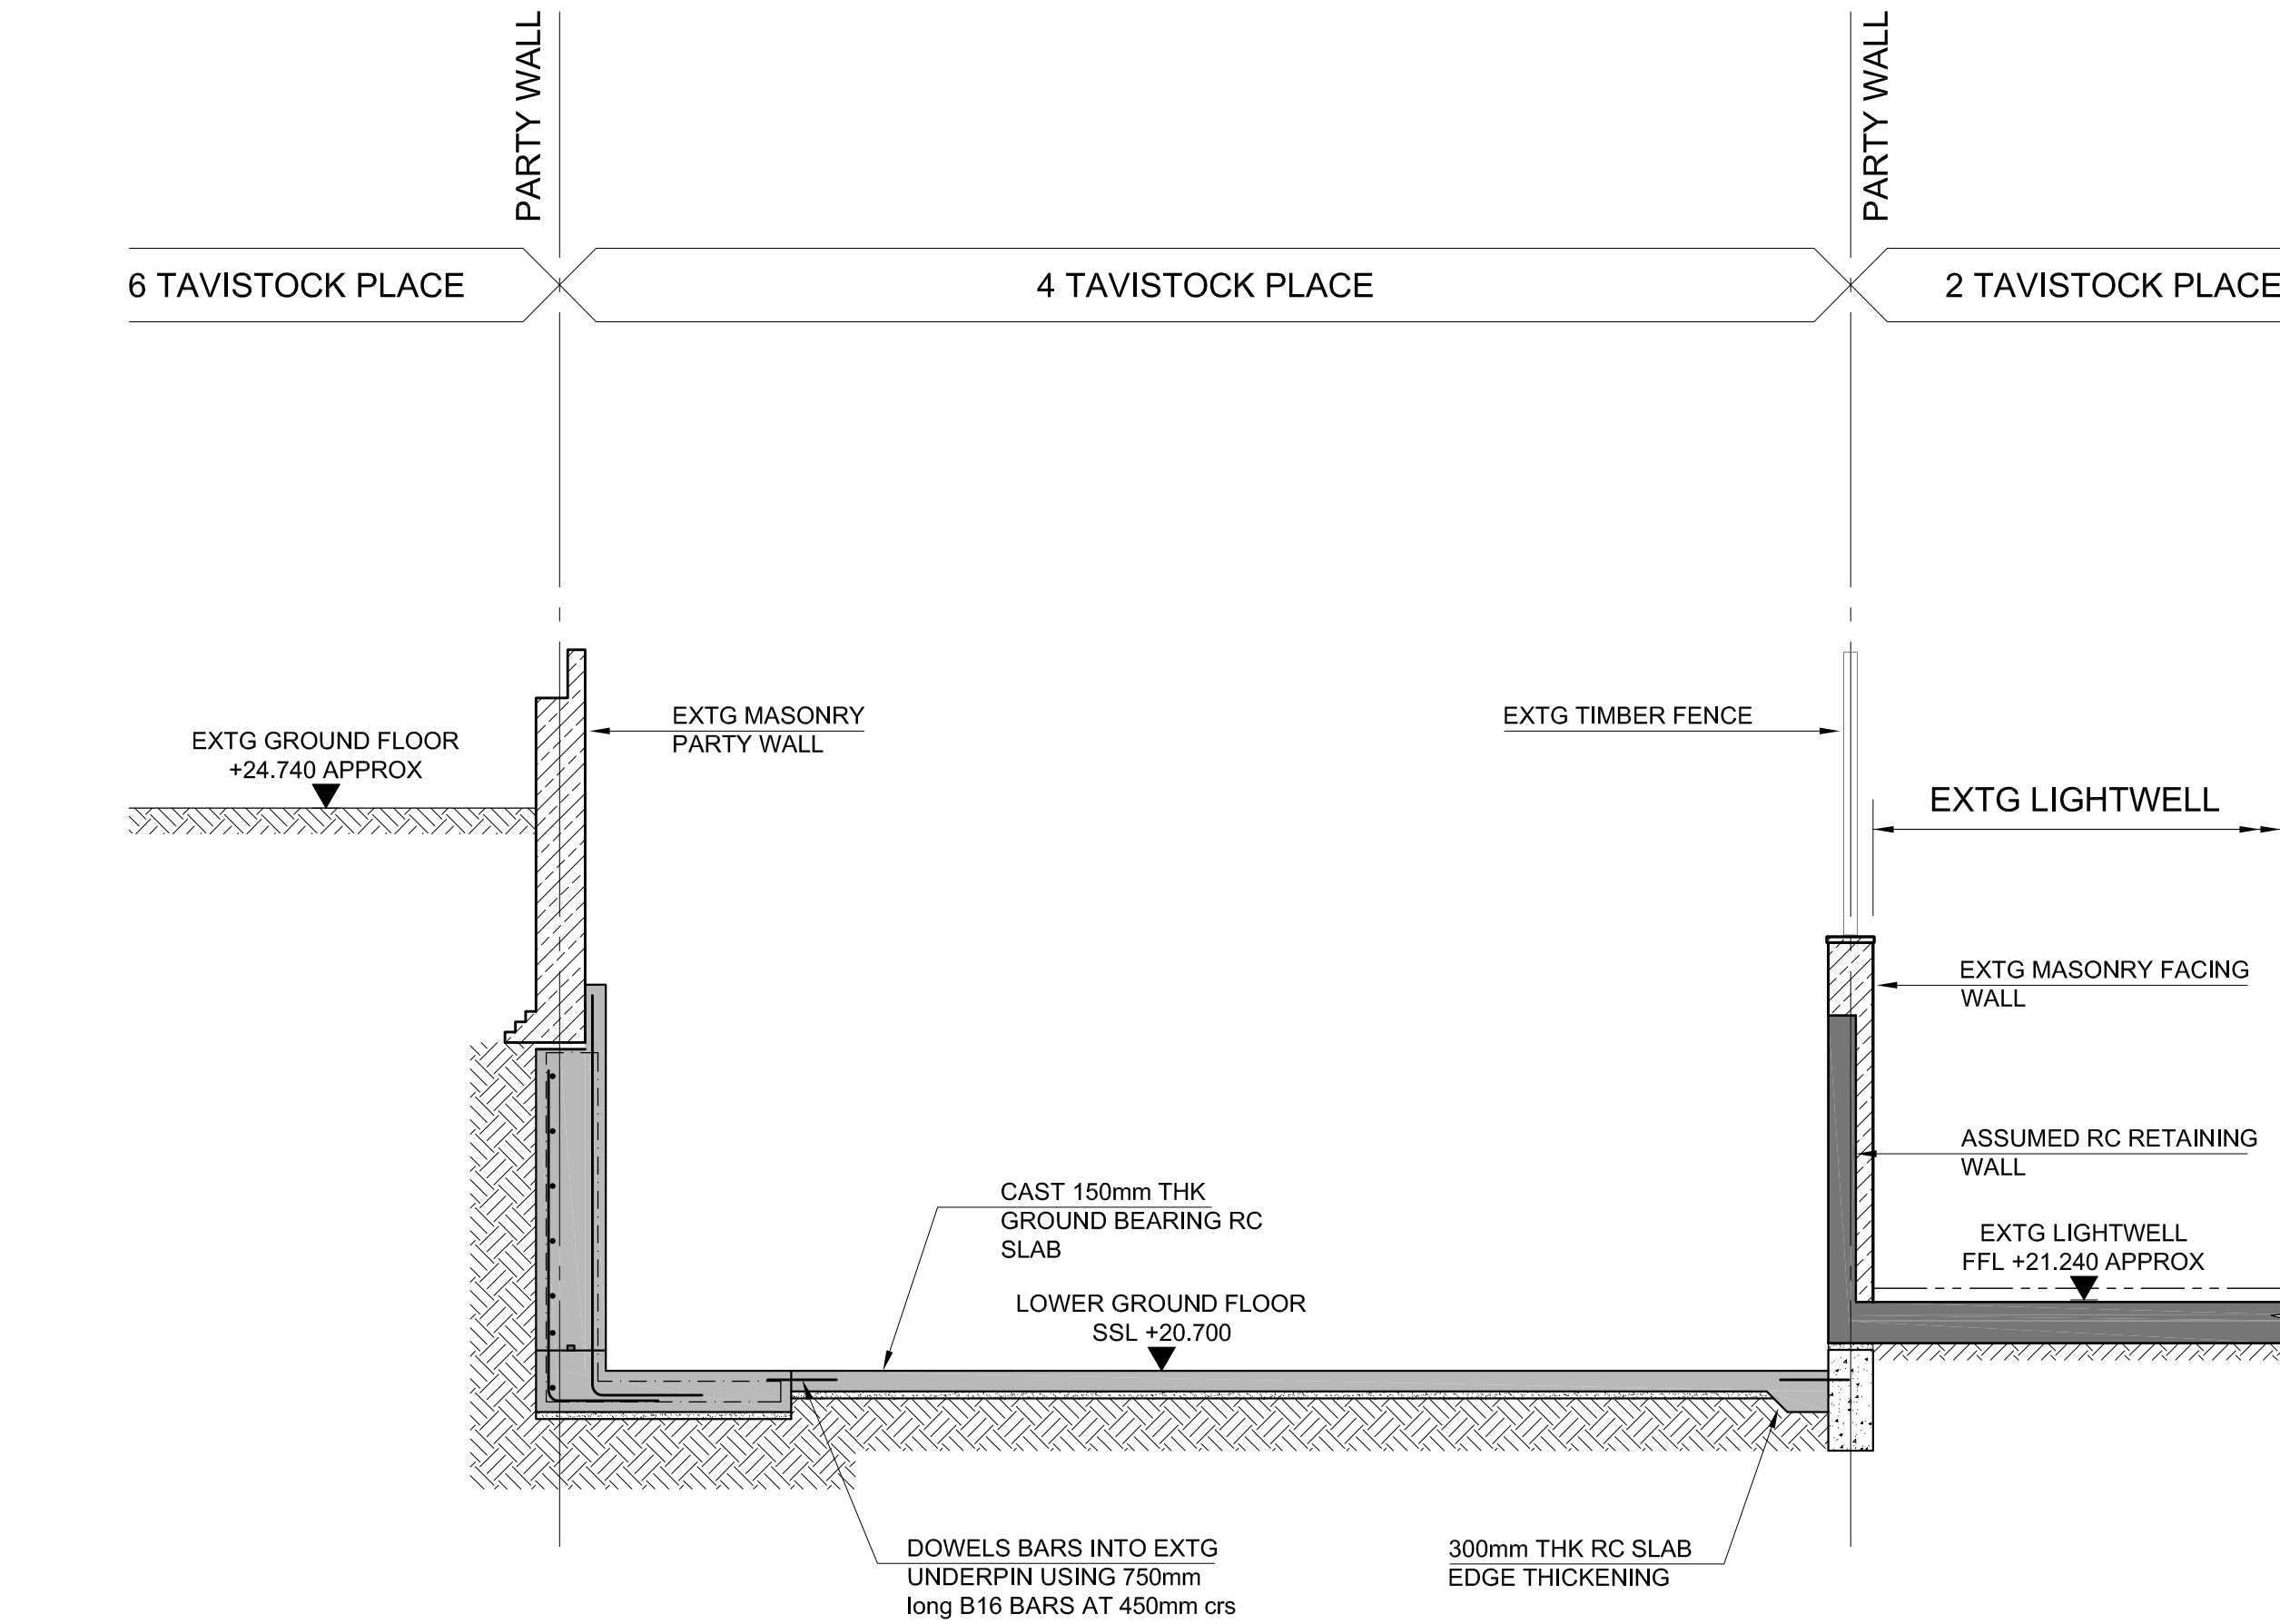 PARTY WALL
PARTY WALL
6 TAVISTOCK PLACE
4 TAVISTOCK PLACE
2 TAVISTOCK PLACE
EXTG MASONRY
PARTY WALL
EXTG TIMBER FENCE
EXTG GROUND FLOOR
+24.740 APPROX
EXTG LIGHTWELL
EXTG MASONRY FACING
WALL
ASSUMED RC RETAINING
WALL
CAST 150mm THK
GROUND BEARING RC
SLAB
EXTG LIGHTWELL
FFL +21.240 APPROX
LOWER GROUND FLOOR
SSL +20.700
DOWELS BARS INTO EXTG
UNDERPIN USING 750mm
long B16 BARS AT 450mm crs
300mm THK RC SLAB
EDGE THICKENING